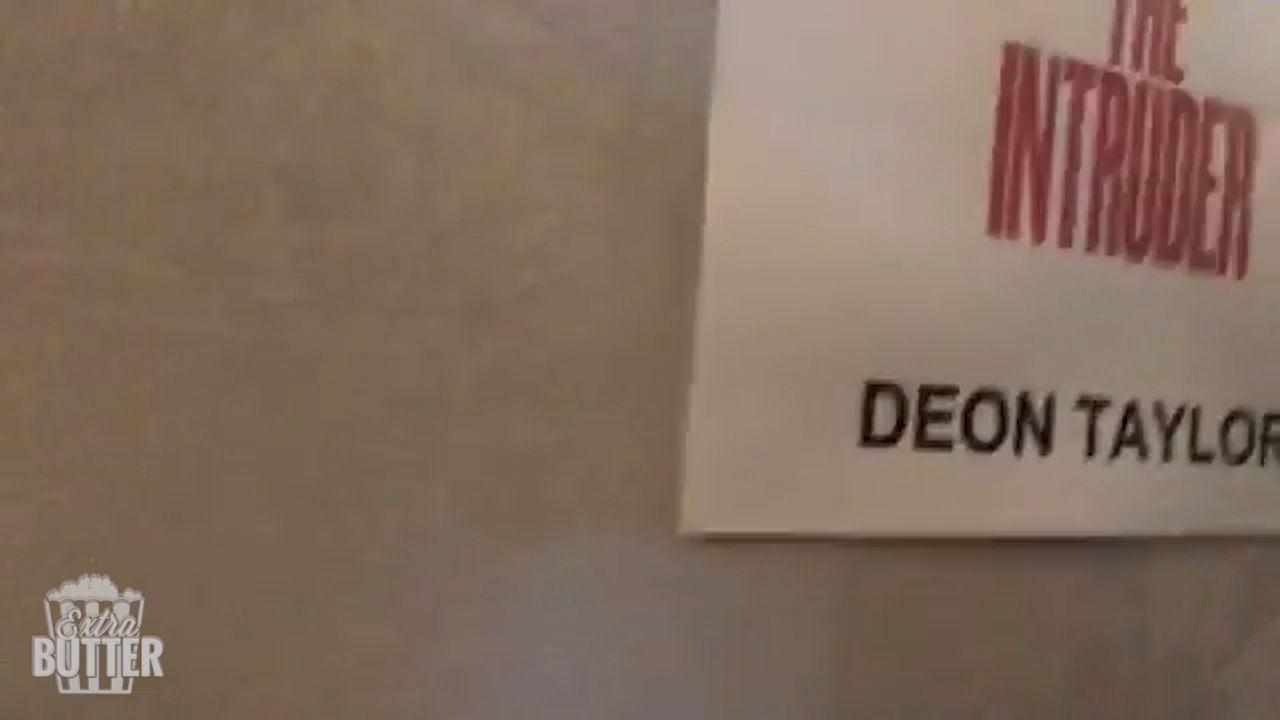 THE
INTRUDER
DEON TAYLOR
Extra
BUTTER